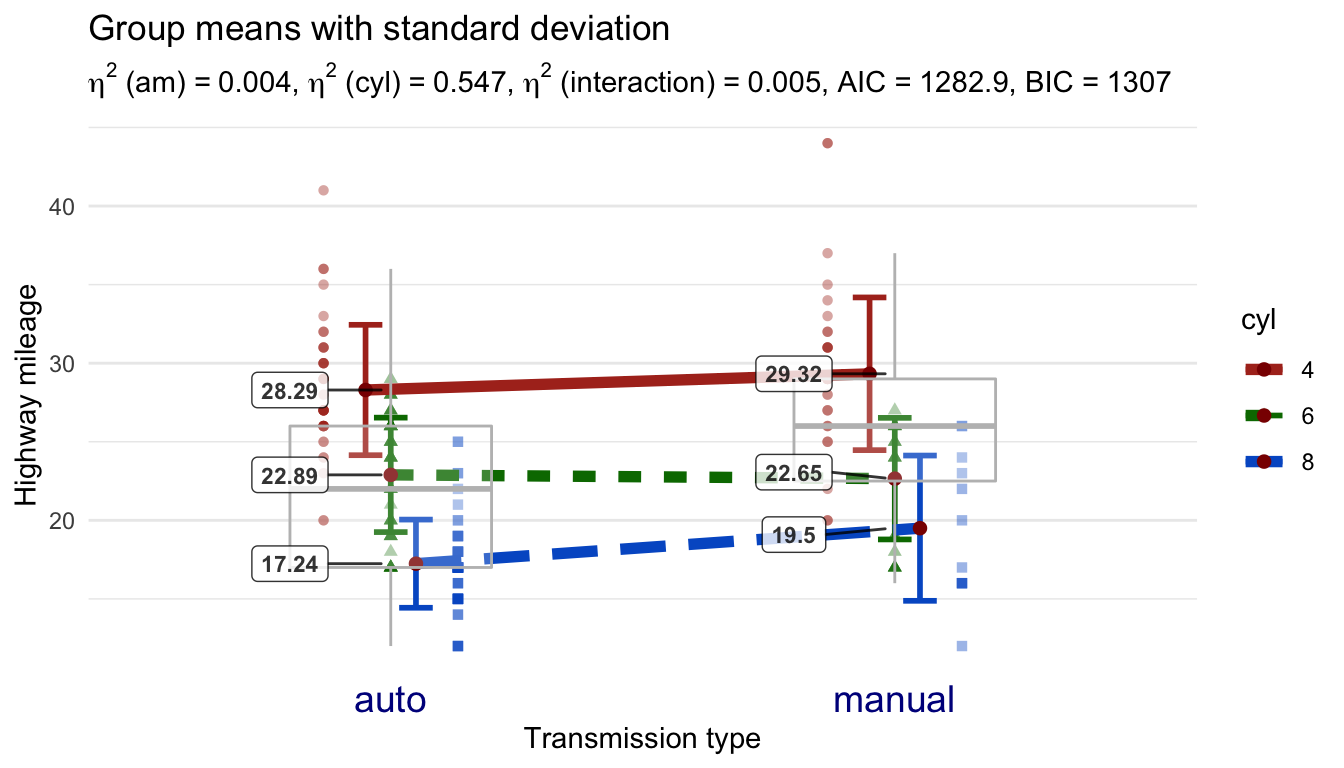 Group means with standard deviation
η² (am) = 0.004, η² (cyl) = 0.547, η² (interaction) = 0.005, AIC = 1282.9, BIC = 1307
Highway mileage
40
30
20
28.29
22.89
17.24
29.32
22.65
19.5
auto
manual
Transmission type
cyl
4
6
8